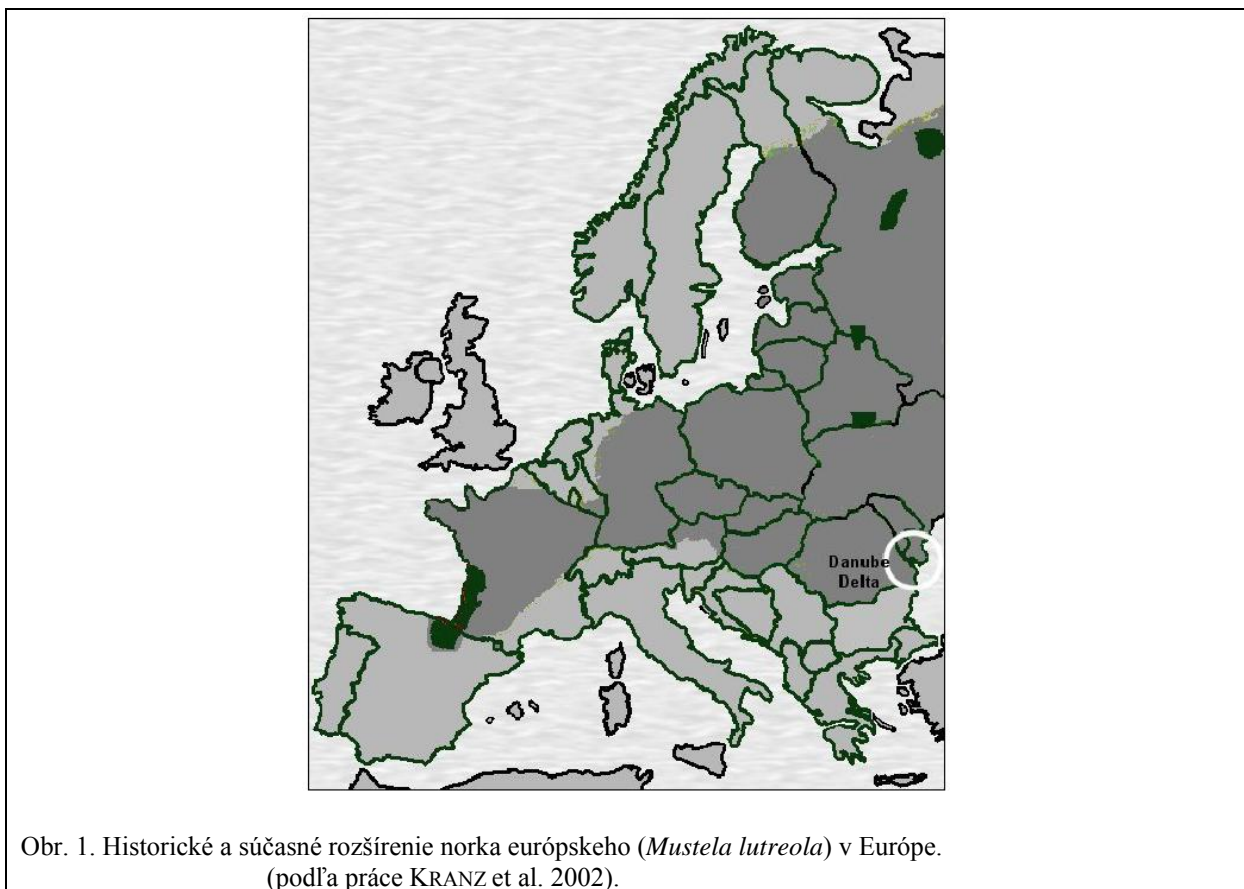 Danube
Delta
Obr. 1. Historické a súčasné rozšírenie norka európskeho (Mustela lutreola) v Európe.
(podľa práce KRANZ et al. 2002).